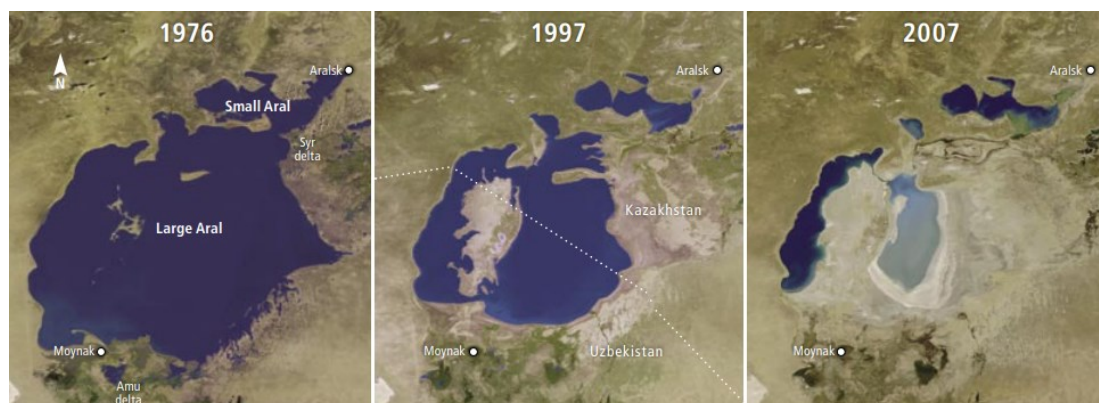 1976
N
Aralsk
Small Aral
Syr
delta
Large Aral
Moynak
Amu
delta
1997
Aralsk
Kazakhstan
Moynak
Uzbekistan
2007
Aralsk
Moynak